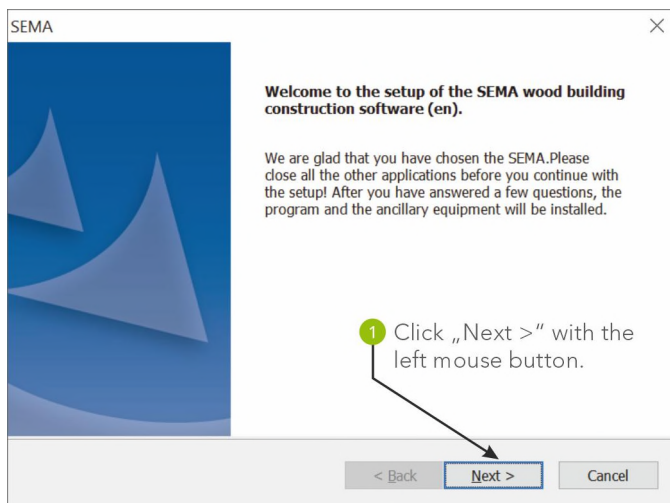 SEMA
Welcome to the setup of the SEMA wood building
construction software (en).
We are glad that you have chosen the SEMA.Please
close all the other applications before you continue with
the setup! After you have answered a few questions, the
program and the ancillary equipment will be installed.
1 Click „Next >“ with the
left mouse button.
< Back Next > Cancel